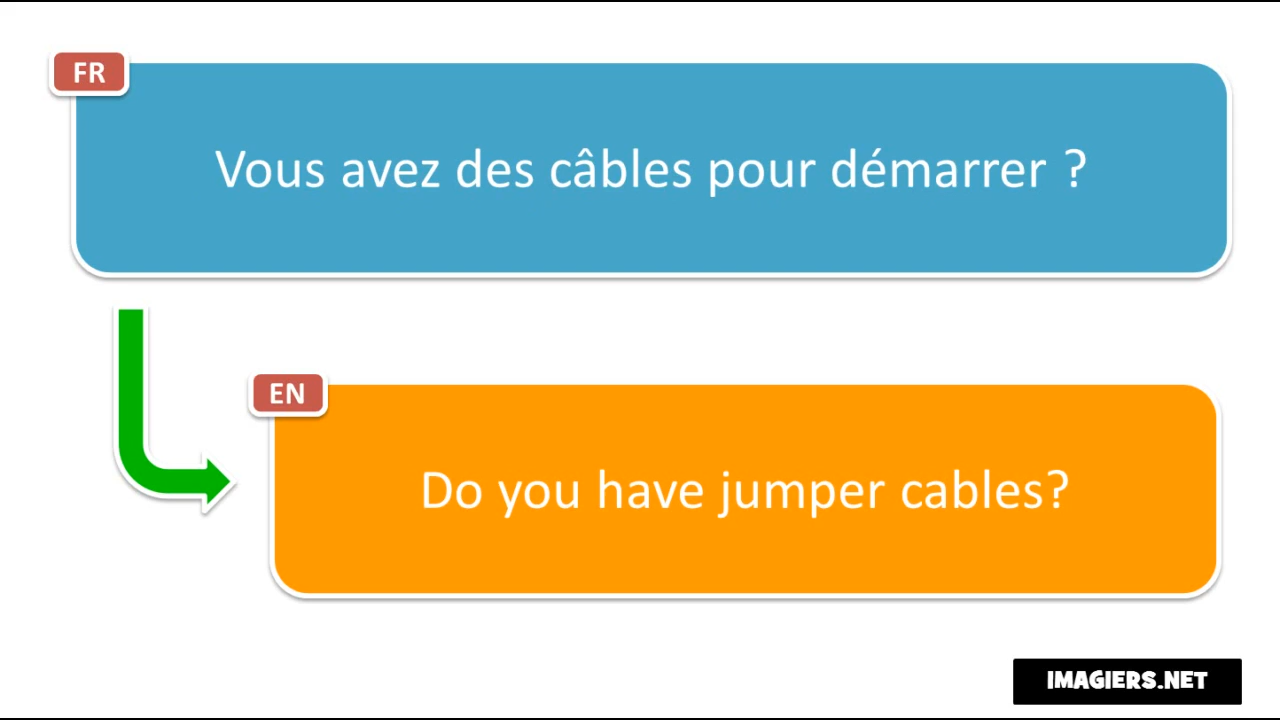 FR
Vous avez des câbles pour démarrer ?
EN
Do you have jumper cables?
IMAGIERS.NET